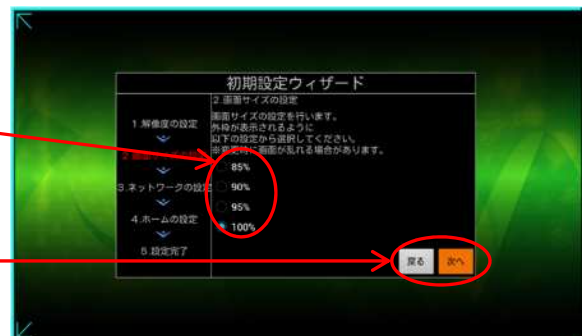 初期設定ウィザード
2.画面サイズの設定
画面サイズの設定を行います。
外枠が表示されるように
以下の設定から選択してください。
※変更時に画面が乱れる場合があります。
1.解像度の設定
3.ネットワークの設定
4.ホームの設定
5.設定完了
85%
90%
95%
100%
戻る
次へ